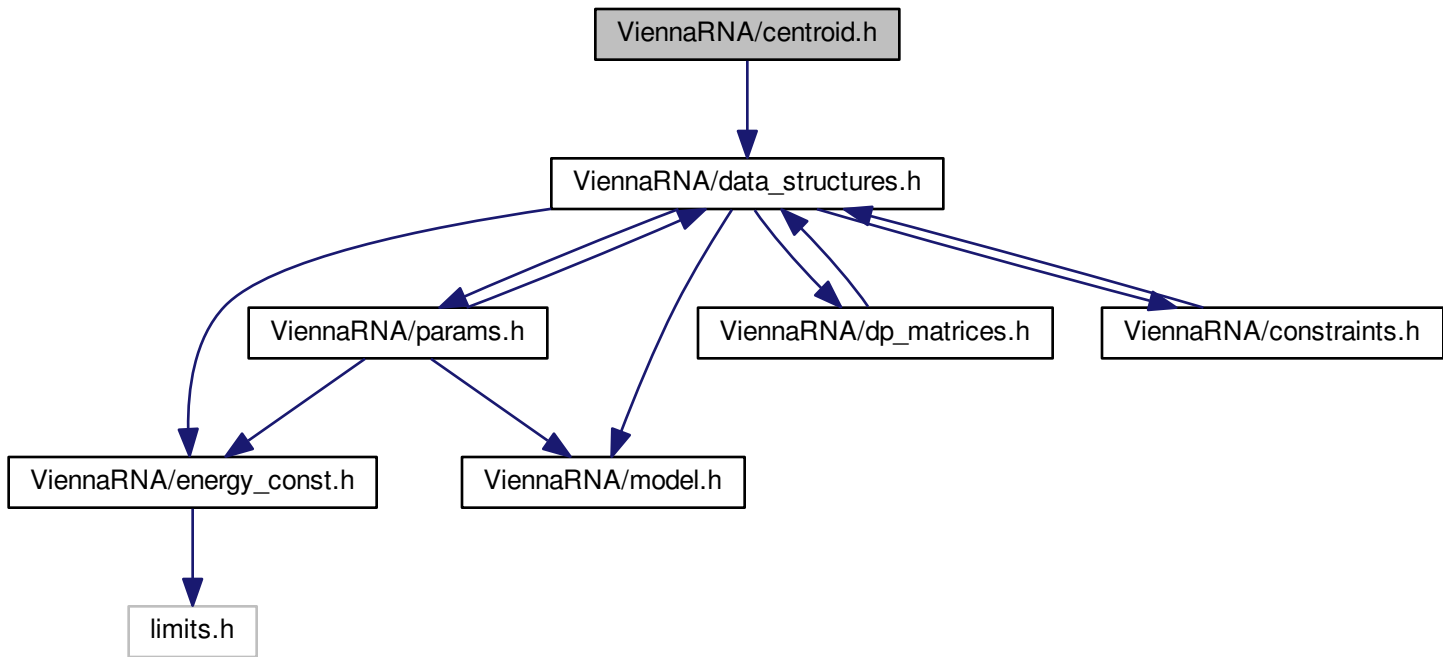 ViennaRNA/centroid.h
ViennaRNA/data_structures.h
ViennaRNA/params.h
ViennaRNA/dp_matrices.h
ViennaRNA/constraints.h
ViennaRNA/energy_const.h
ViennaRNA/model.h
limits.h